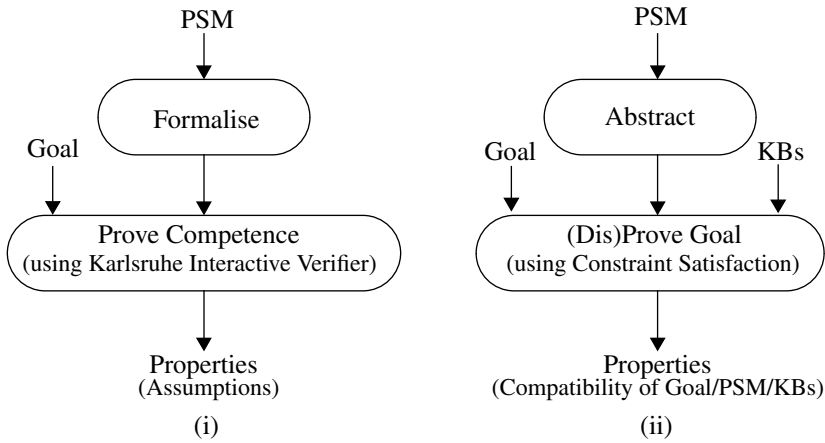 PSM
Formalise
Goal
Prove Competence
(using Karlsruhe Interactive Verifier)
Properties
(Assumptions)
(i)
PSM
Abstract
Goal
KBs
(Dis)Prove Goal
(using Constraint Satisfaction)
Properties
(Compatibility of Goal/PSM/KBs)
(ii)